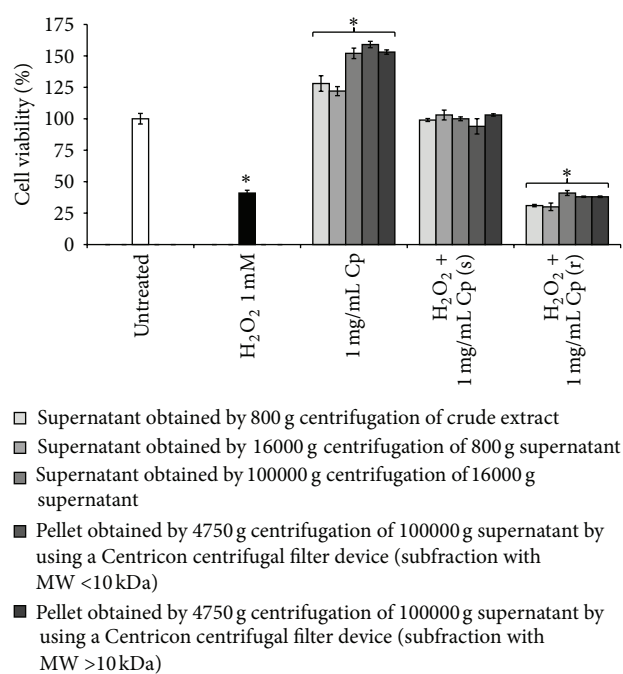 175
150
125
100
75
50
25
0
Cell viability (%)
*
*
*
Untreated
H₂O₂ 1 mM
1 mg/mL Cp
H₂O₂ +
1 mg/mL Cp (s)
H₂O₂ +
1 mg/mL Cp (r)
Supernatant obtained by 800 g centrifugation of crude extract
Supernatant obtained by 16000 g centrifugation of 800 g supernatant
Supernatant obtained by 100000 g centrifugation of 16000 g
supernatant
Pellet obtained by 4750 g centrifugation of 100000 g supernatant by
using a Centricon centrifugal filter device (subfraction with
MW <10 kDa)
Pellet obtained by 4750 g centrifugation of 100000 g supernatant by
using a Centricon centrifugal filter device (subfraction with
MW >10 kDa)